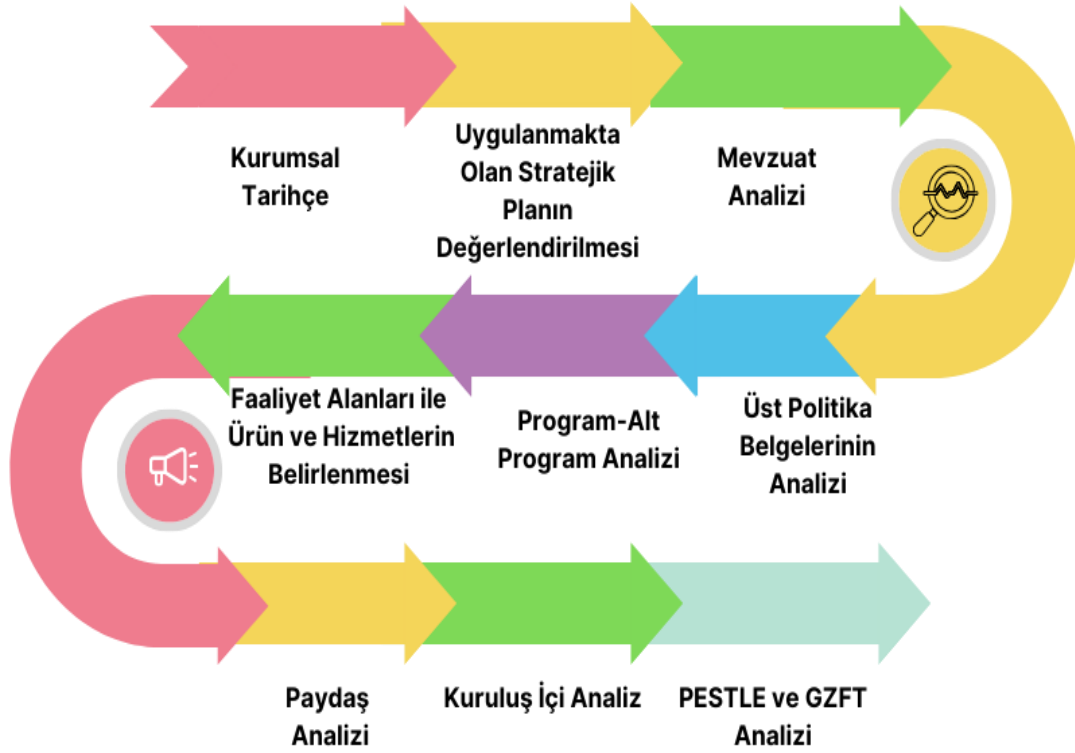 Kurumsal
Tarihçe
Uygulanmakta
Olan Stratejik
Planın
Değerlendirilmesi
Mevzuat
Analizi
Üst Politika
Belgelerinin
Analizi
Program-Alt
Program Analizi
Faaliyet Alanları ile
Ürün ve Hizmetlerin
Belirlenmesi
Paydaş
Analizi
Kuruluş İçi Analiz
PESTLE ve GZFT
Analizi